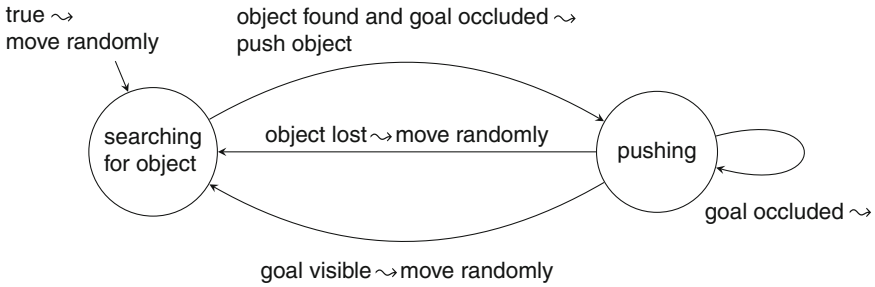 true ⤳
move randomly
object found and goal occluded ⤳
push object
searching
for object
object lost ⤳ move randomly
pushing
goal occluded ⤳
goal visible ⤳ move randomly